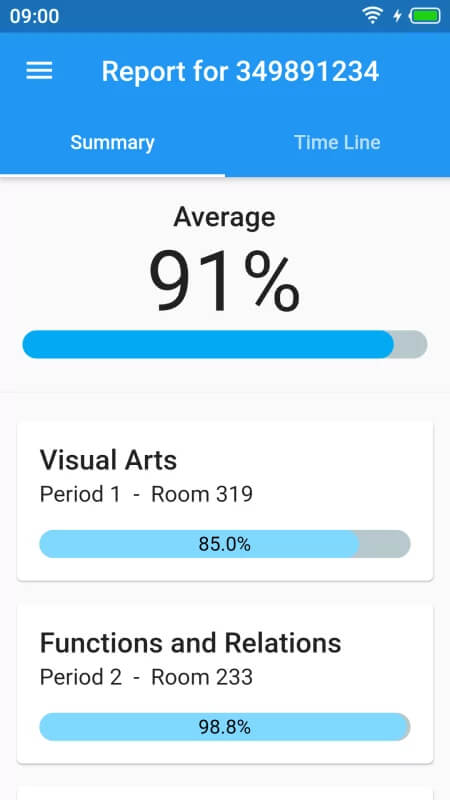 09:00
Report for 349891234
Summary
Time Line
Average
91%
Visual Arts
Period 1 - Room 319
85.0%
Functions and Relations
Period 2 - Room 233
98.8%